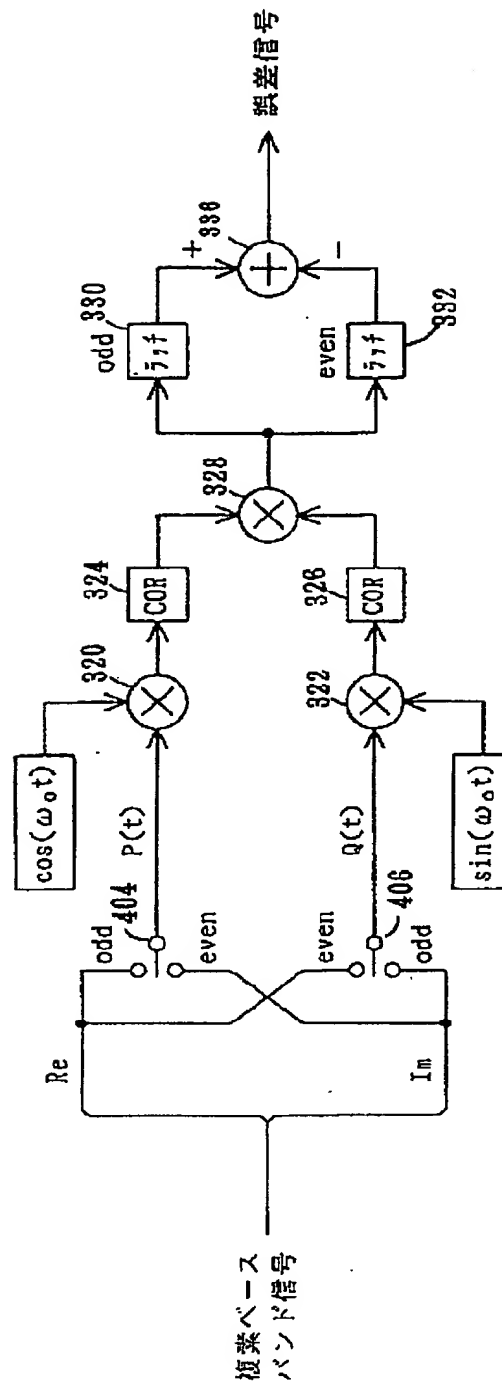 複素ベース
バンド信号
Re
Im
odd
404
even
even
406
odd
P(t)
Q(t)
cos(ω₀t)
sin(ω₀t)
320
322
324
COR
326
COR
328
odd
330
ラッチ
even
ラッチ
332
+
336
−
誤差信号